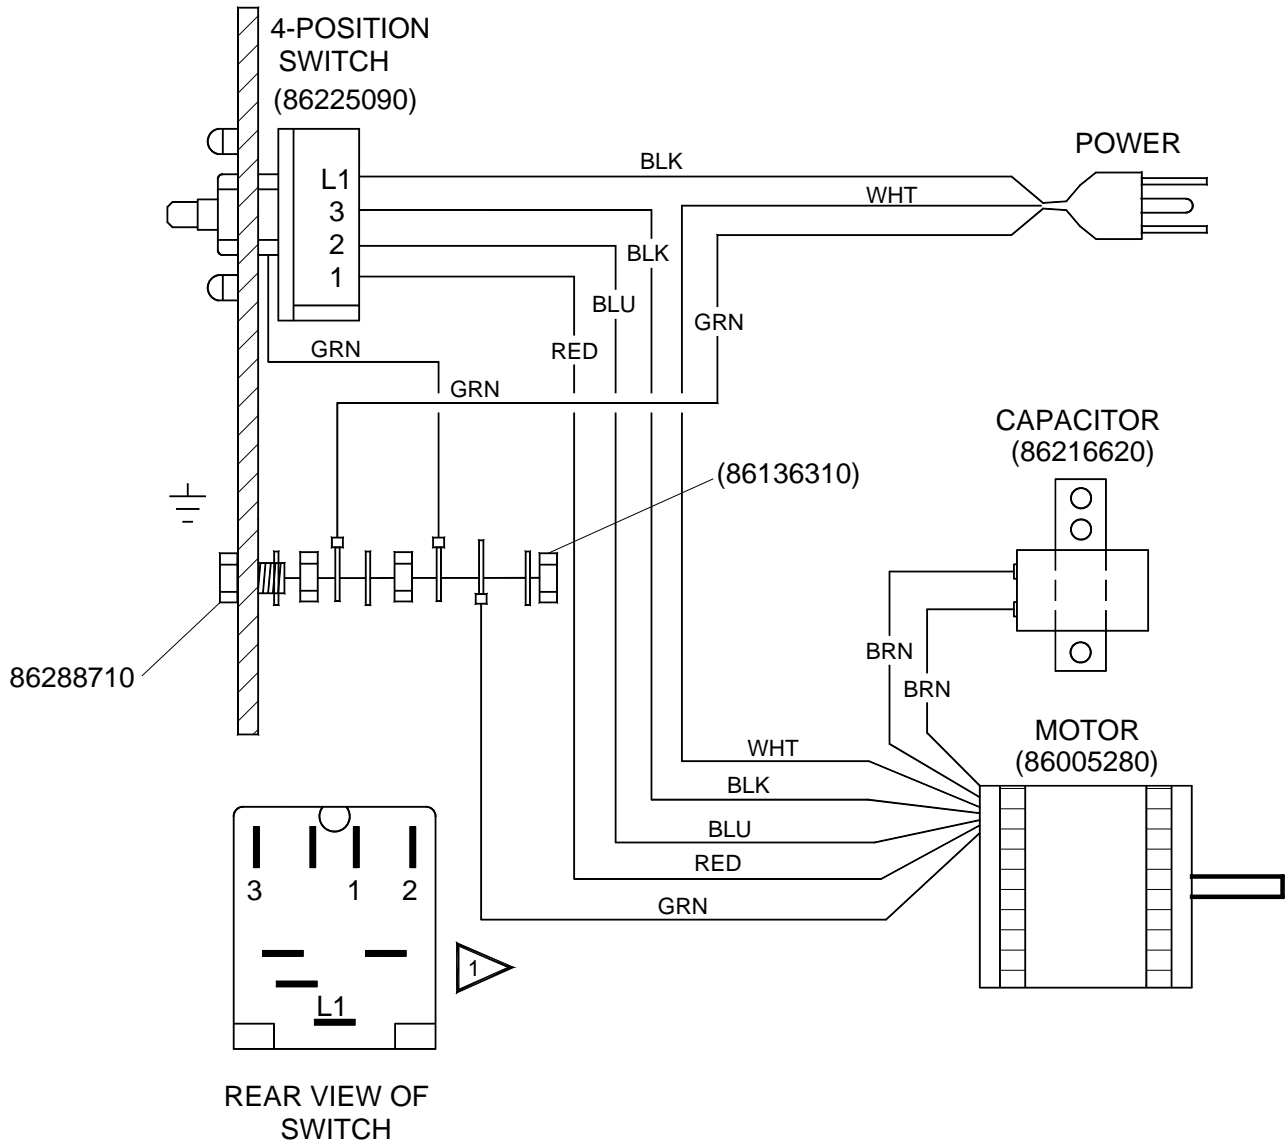 4-POSITION
SWITCH
(86225090)
POWER
BLK
WHT
L1
3
2
1
BLK
BLU
GRN
RED
GRN
GRN
CAPACITOR
(86216620)
(86136310)
86288710
BRN
BRN
MOTOR
(86005280)
WHT
BLK
BLU
RED
GRN
3 1 2
L1
1
REAR VIEW OF
SWITCH